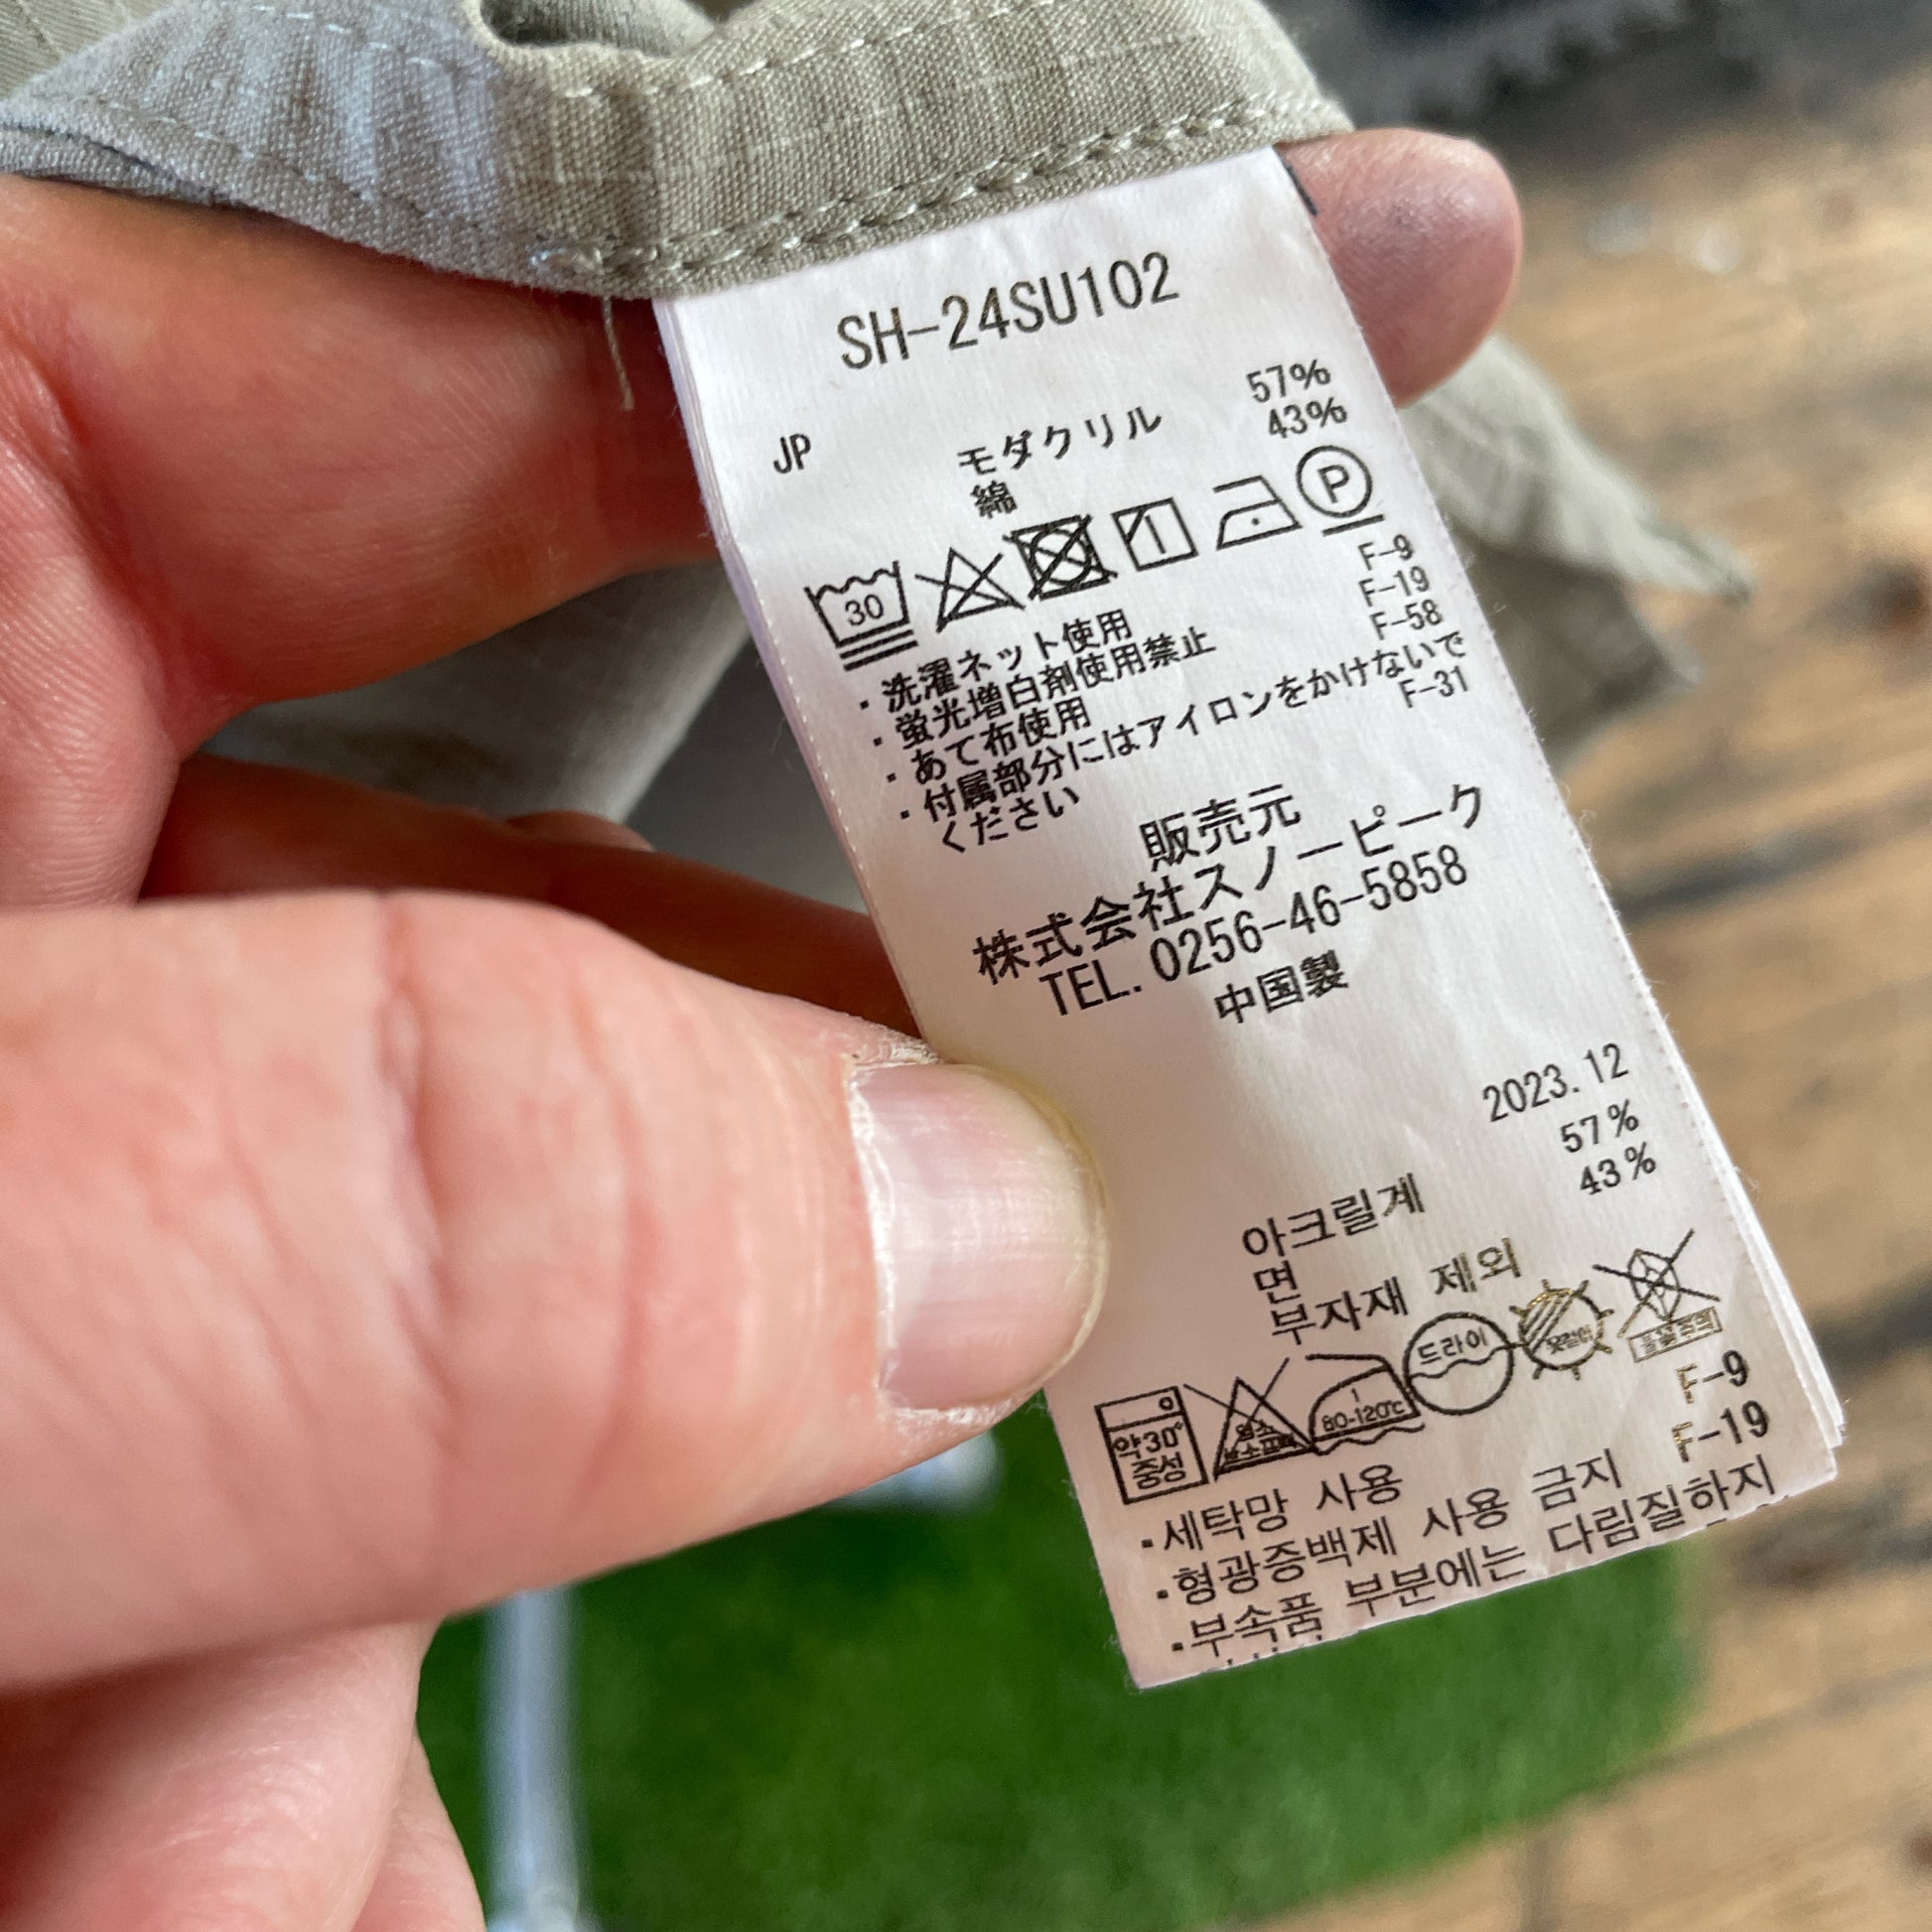 SH-24SU102
JP モダクリル 57%
綿 43%
30
P
F-9
F-19
F-58
・洗濯ネット使用
・蛍光増白剤使用禁止
・あて布使用
・付属部分にはアイロンをかけないで
ください
F-31
販売元
株式会社スノーピーク
TEL. 0256-46-5858
中国製
2023.12
아크릴계 57%
면 43%
부자재 제외
약30°
중성
80-120℃
드라이
F-9
F-19
・세탁망 사용
・형광증백제 사용 금지
・부속품 부분에는 다림질하지